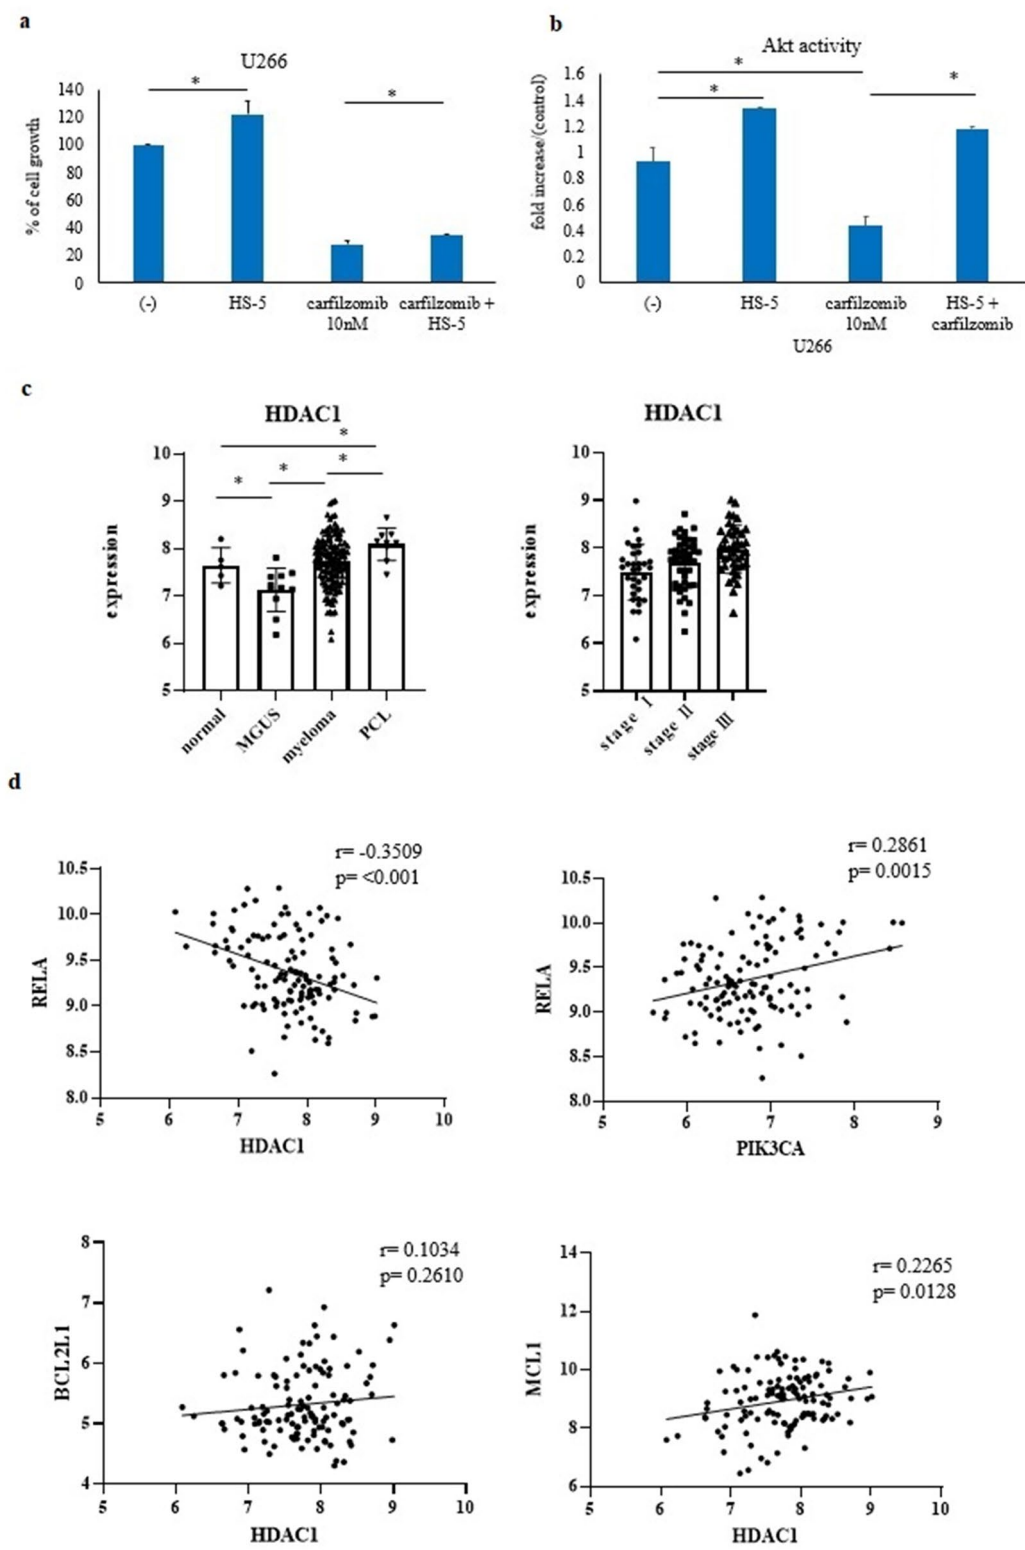 a
U266
*
*
140
120
100
80
60
40
20
0
% of cell growth
(-)
HS-5
carfilzomib
10nM
carfilzomib +
HS-5
b
Akt activity
*
*
*
1.6
1.4
1.2
1
0.8
0.6
0.4
0.2
0
fold increase/(control)
(-)
HS-5
carfilzomib
10nM
HS-5 +
carfilzomib
U266
c
HDAC1
*
*
*
*
10
9
8
7
6
5
expression
normal
MGUS
myeloma
PCL
HDAC1
10
9
8
7
6
5
expression
stage I
stage II
stage III
d
r= -0.3509
p= <0.001
10.5
10.0
9.5
9.0
8.5
8.0
RELA
5 6 7 8 9 10
HDAC1
r= 0.2861
p= 0.0015
10.5
10.0
9.5
9.0
8.5
8.0
RELA
5 6 7 8 9
PIK3CA
r= 0.1034
p= 0.2610
8
7
6
5
4
BCL2L1
5 6 7 8 9 10
HDAC1
r= 0.2265
p= 0.0128
14
12
10
8
6
MCL1
5 6 7 8 9 10
HDAC1